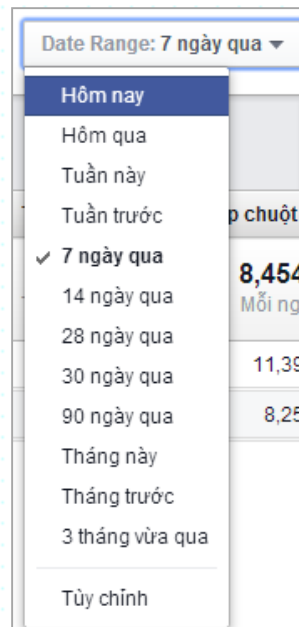 Date Range: 7 ngày qua
Hôm nay
Hôm qua
Tuần này
Tuần trước
p chuột
7 ngày qua
8,454
14 ngày qua
Mỗi ng
28 ngày qua
30 ngày qua
11,39
90 ngày qua
8,25
Tháng này
Tháng trước
3 tháng vừa qua
Tùy chỉnh